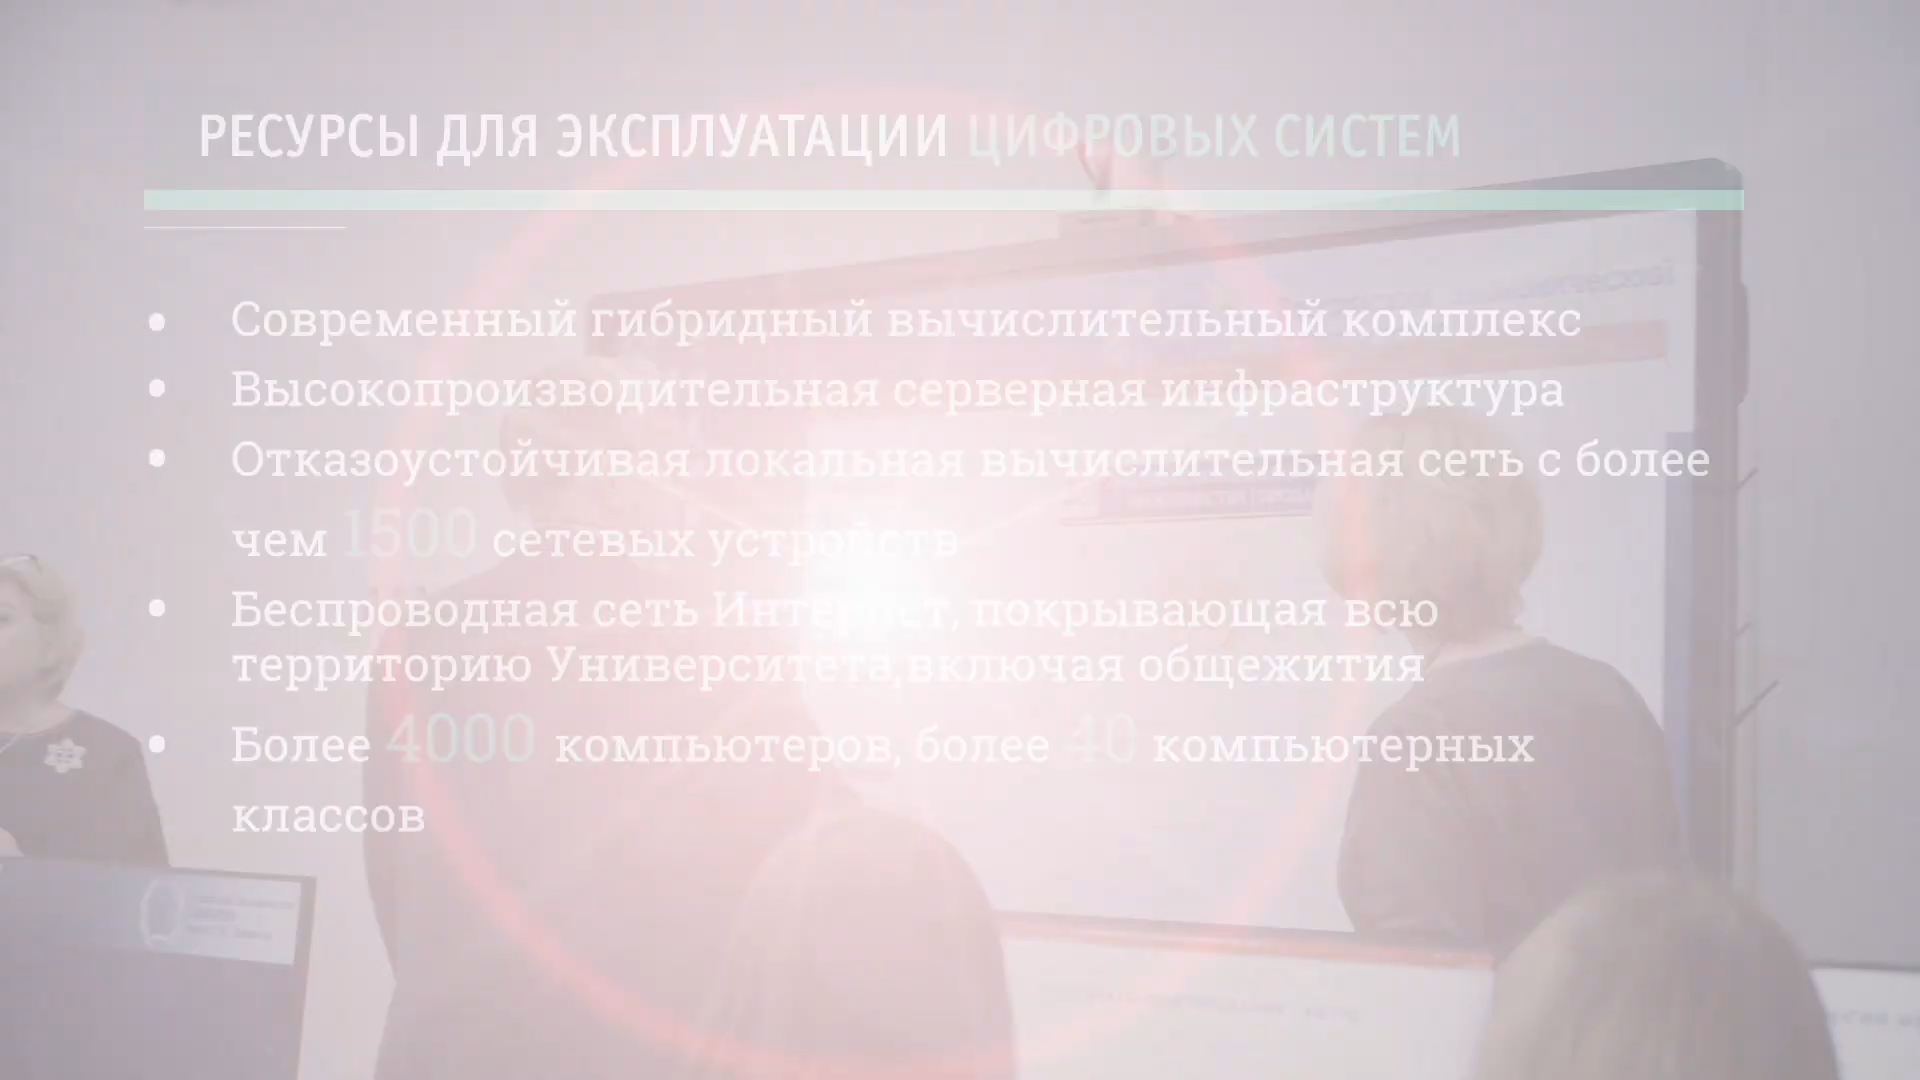 РЕСУРСЫ ДЛЯ ЭКСПЛУАТАЦИИ ЦИФРОВЫХ СИСТЕМ
• Современный гибридный вычислительный комплекс
• Высокопроизводительная серверная инфраструктура
• Отказоустойчивая локальная вычислительная сеть с более
чем 1500 сетевых устройств
• Беспроводная сеть Интернет, покрывающая всю
территорию Университета,включая общежития
• Более 4000 компьютеров, более 40 компьютерных
классов